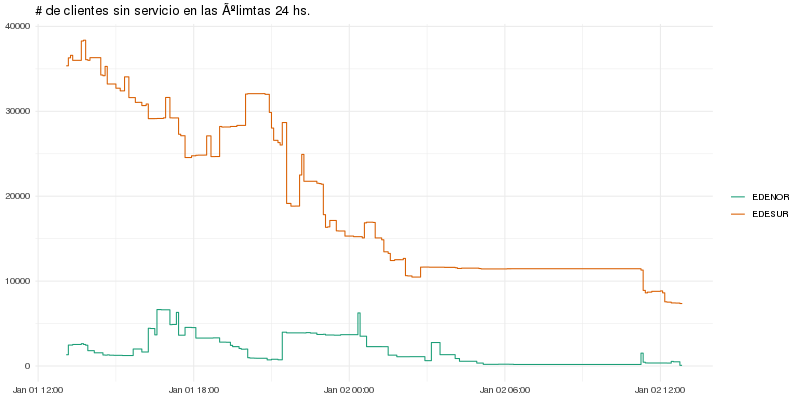 # de clientes sin servicio en las Ãºlimtas 24 hs.
40000
30000
20000
10000
0
Jan 01 12:00
Jan 01 18:00
Jan 02 00:00
Jan 02 06:00
Jan 02 12:00
EDENOR
EDESUR